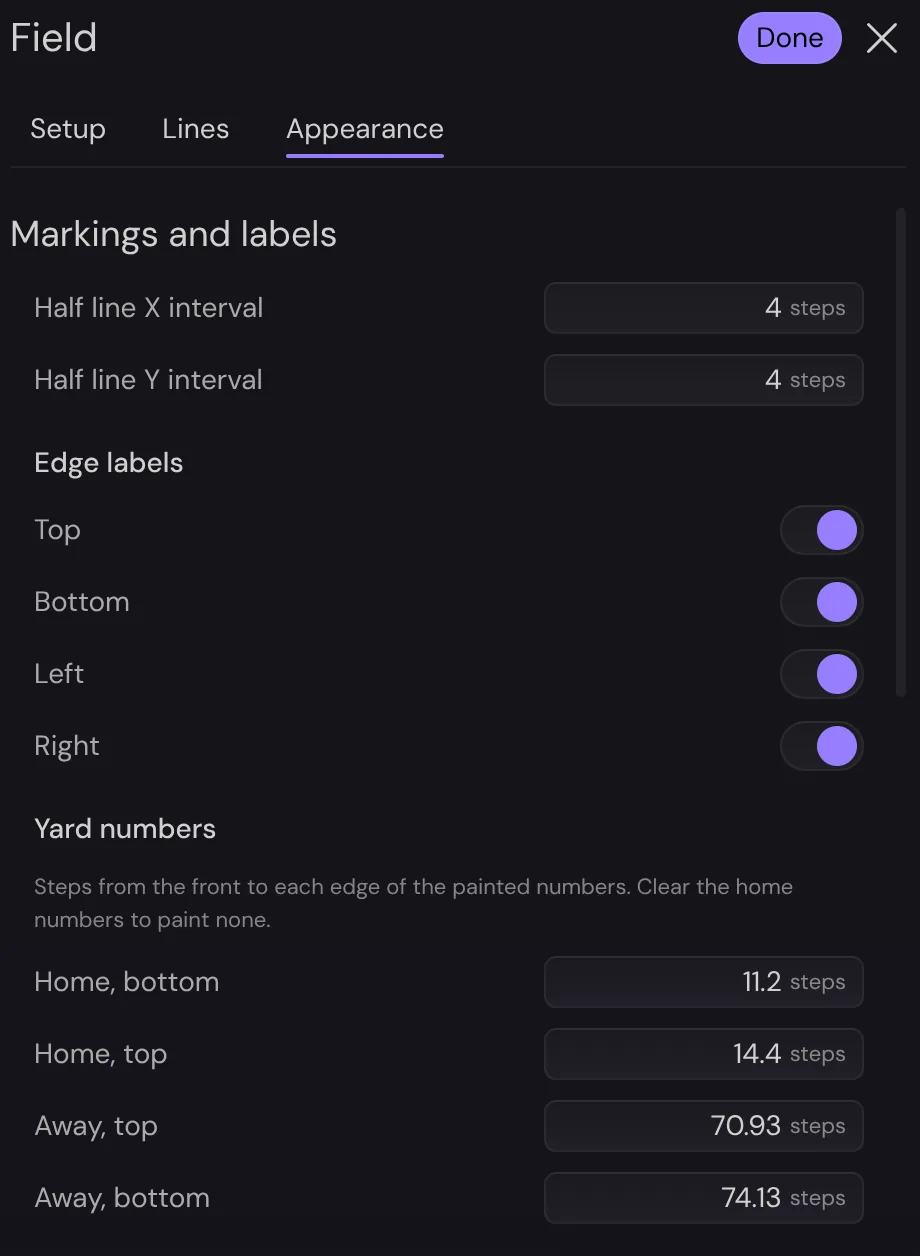 Field
Done
Setup Lines Appearance
Markings and labels
Half line X interval 4 steps
Half line Y interval 4 steps
Edge labels
Top
Bottom
Left
Right
Yard numbers
Steps from the front to each edge of the painted numbers. Clear the home
numbers to paint none.
Home, bottom 11.2 steps
Home, top 14.4 steps
Away, top 70.93 steps
Away, bottom 74.13 steps